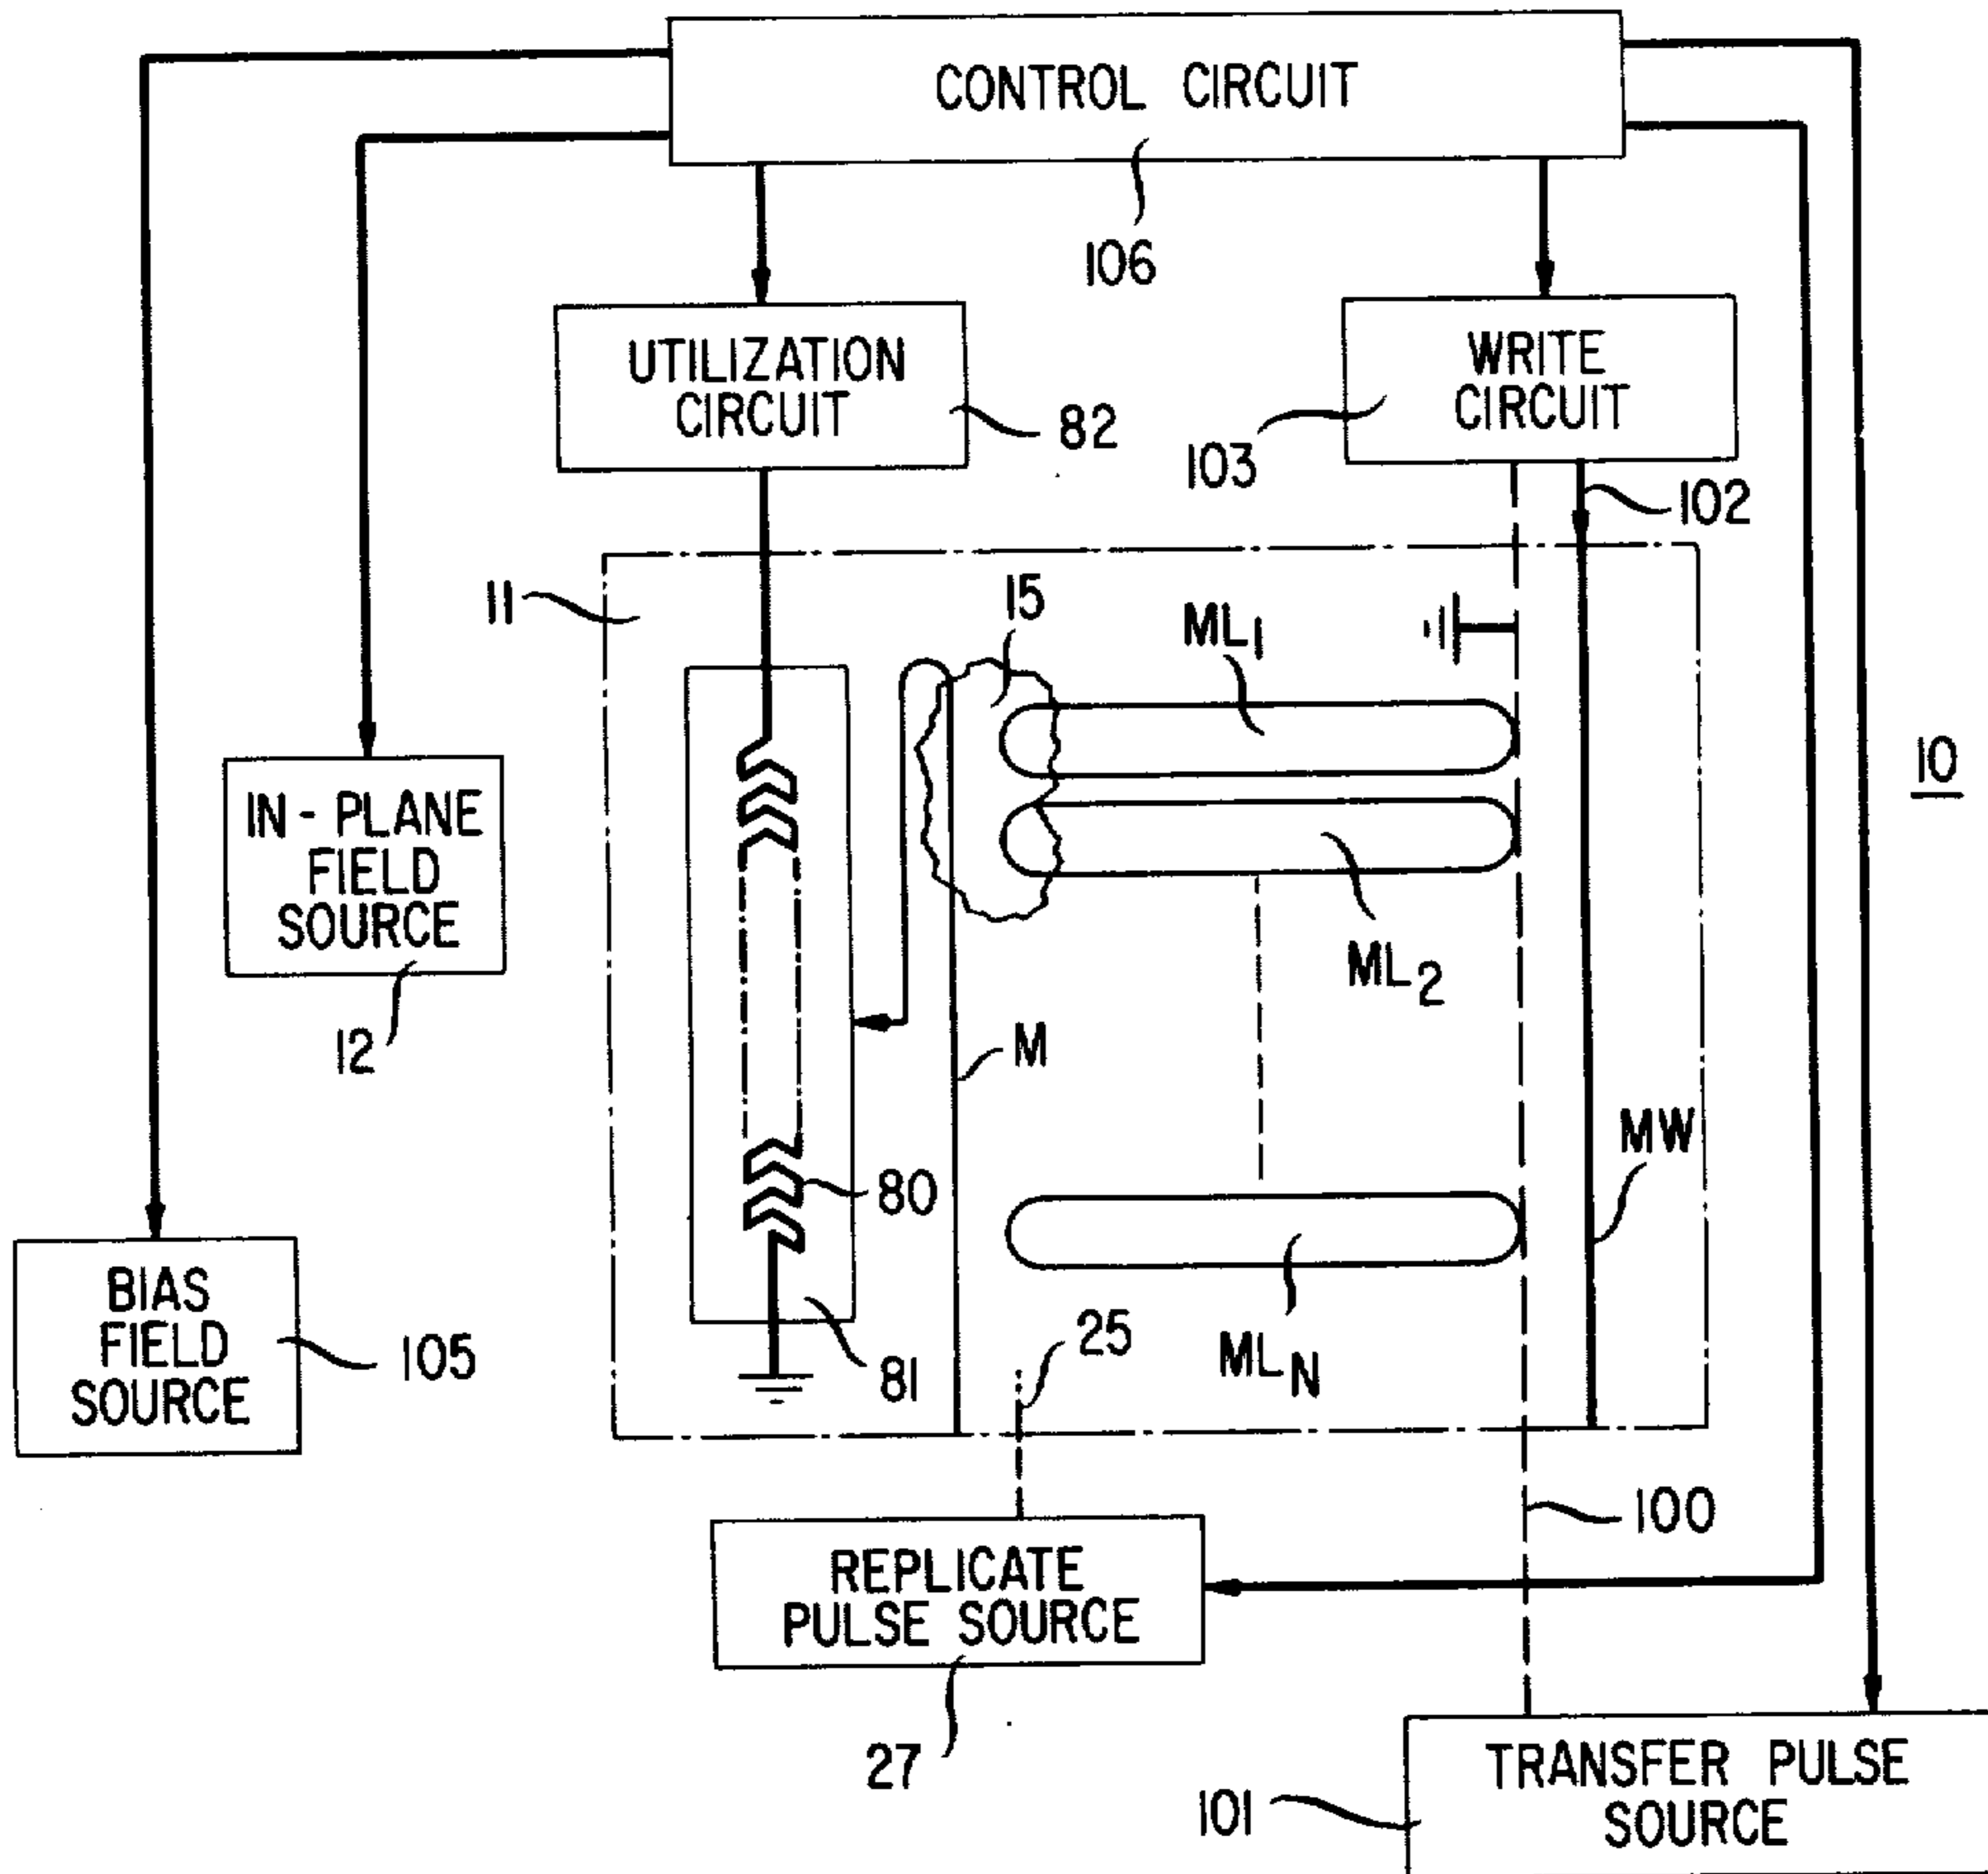 CONTROL CIRCUIT
106
UTILIZATION
CIRCUIT
82
WRITE
CIRCUIT
103
102
11
15
ML1
10
IN-PLANE
FIELD
SOURCE
12
ML2
M
MW
80
BIAS
FIELD
SOURCE
105
81
25
MLN
100
REPLICATE
PULSE SOURCE
27
TRANSFER PULSE
SOURCE
101